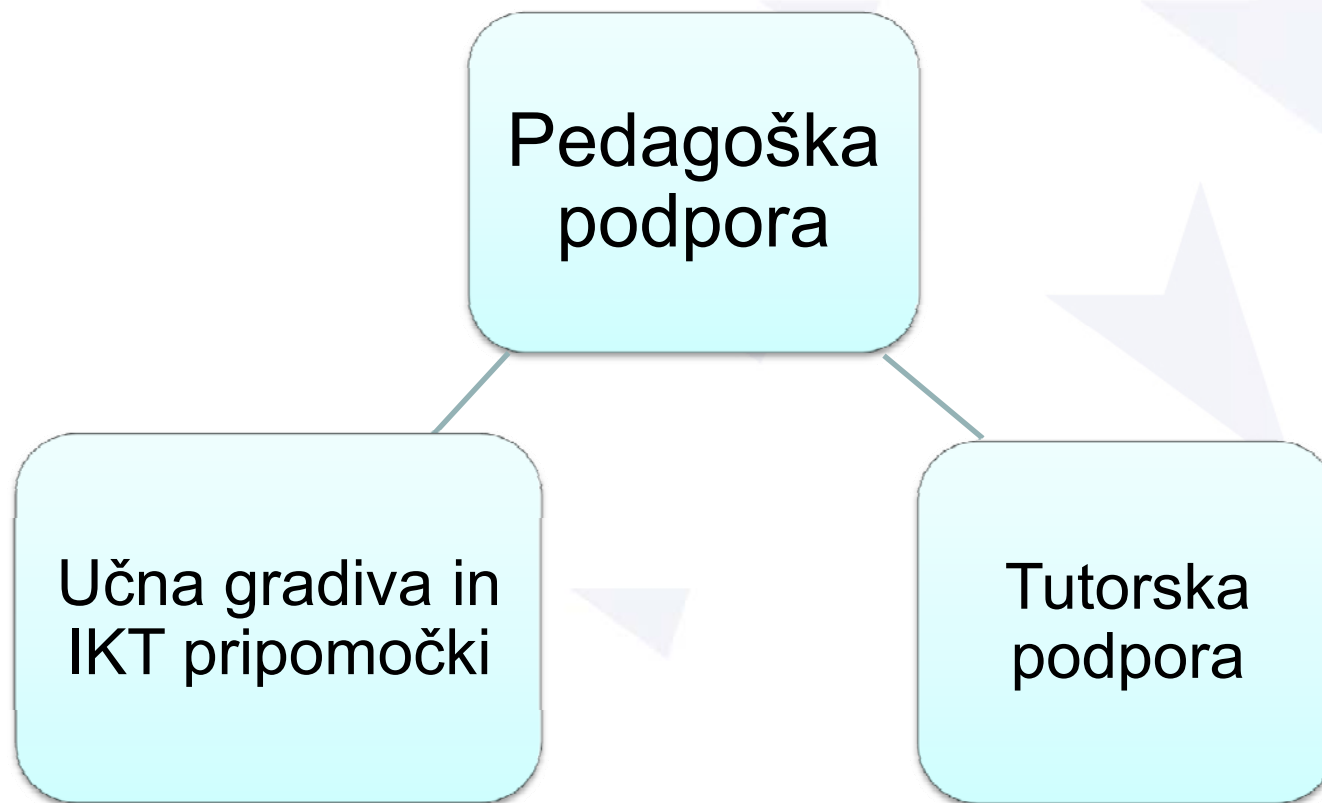 Pedagoška
podpora
Učna gradiva in
IKT pripomočki
Tutorska
podpora